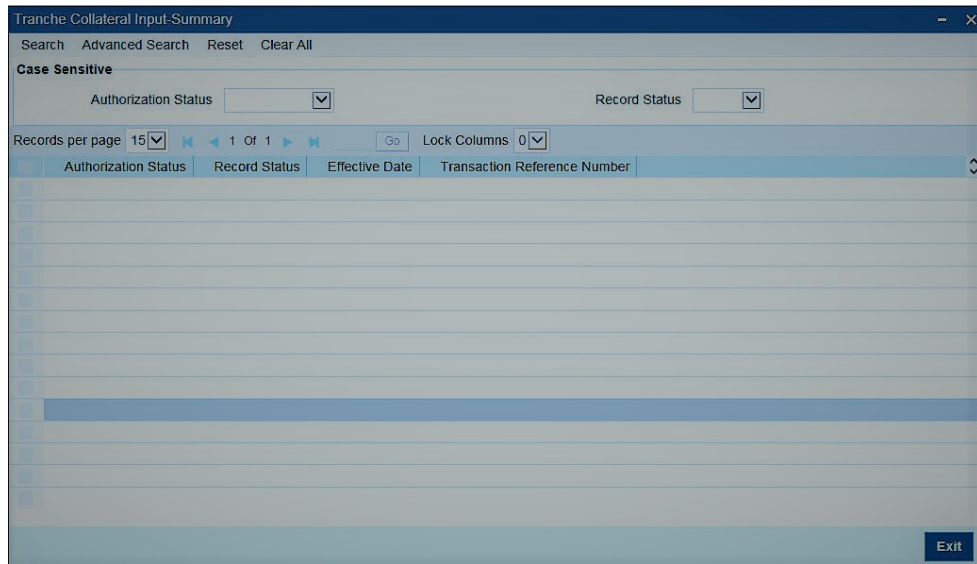 Tranche Collateral Input-Summary
Search Advanced Search Reset Clear All
Case Sensitive
Authorization Status Record Status
Records per page 15 1 Of 1 Go Lock Columns 0
Authorization Status Record Status Effective Date Transaction Reference Number
Exit